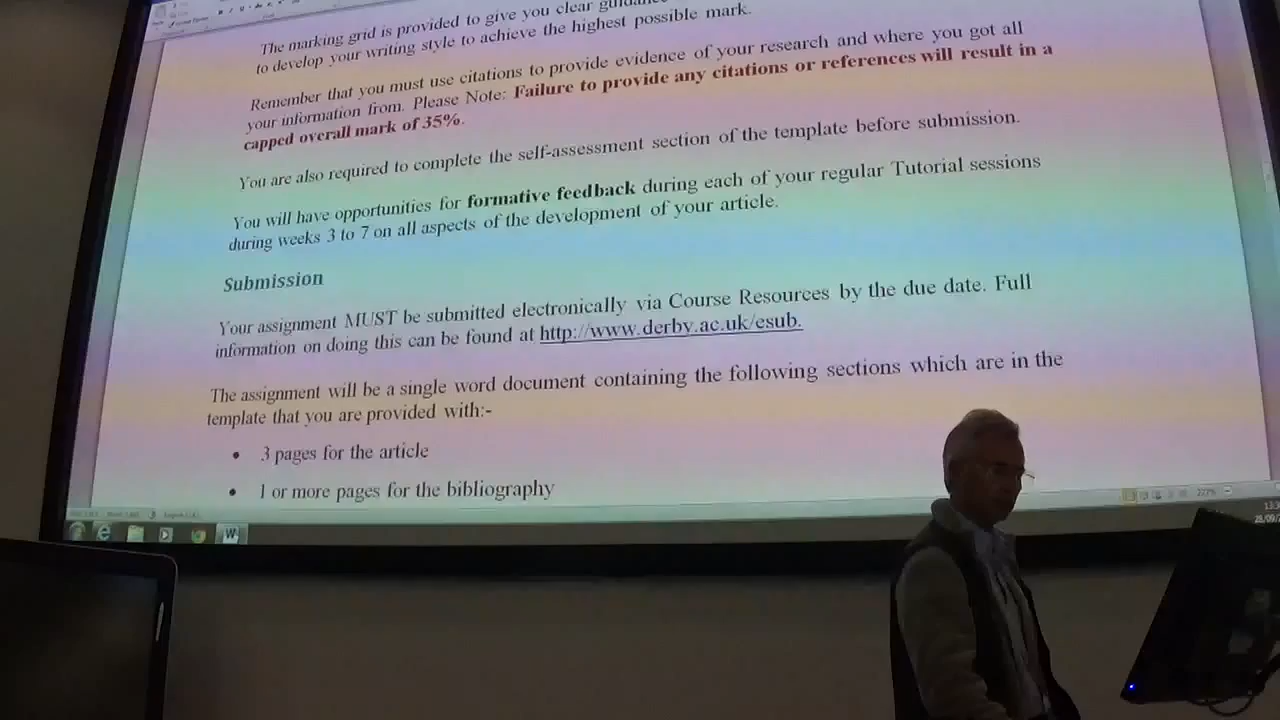 The marking grid is provided to give you clear guidance
to develop your writing style to achieve the highest possible mark.
Remember that you must use citations to provide evidence of your research and where you got all
your information from. Please Note: Failure to provide any citations or references will result in a
capped overall mark of 35%.
You are also required to complete the self-assessment section of the template before submission.
You will have opportunities for formative feedback during each of your regular Tutorial sessions
during weeks 3 to 7 on all aspects of the development of your article.
Submission
Your assignment MUST be submitted electronically via Course Resources by the due date. Full
information on doing this can be found at http://www.derby.ac.uk/esub.
The assignment will be a single word document containing the following sections which are in the
template that you are provided with:-
• 3 pages for the article
• 1 or more pages for the bibliography